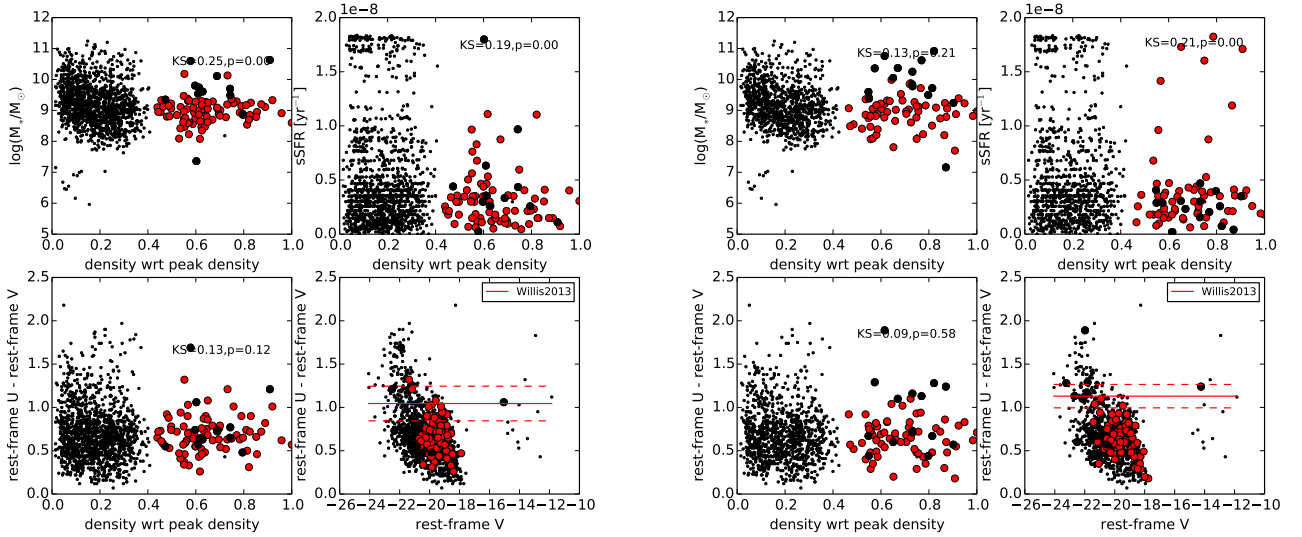 12
11
10
9
8
7
6
5
log(M∗/M⊙)
KS=0.25,p=0.00
0.0 0.2 0.4 0.6 0.8 1.0
density wrt peak density
1e−8
2.0
1.5
1.0
0.5
0.0
sSFR [yr⁻¹]
KS=0.19,p=0.00
0.0 0.2 0.4 0.6 0.8 1.0
12
11
10
9
8
7
6
5
log(M∗/M⊙)
KS=0.13,p=0.21
0.0 0.2 0.4 0.6 0.8 1.0
density wrt peak density
1e−8
2.0
1.5
1.0
0.5
0.0
sSFR [yr⁻¹]
KS=0.21,p=0.00
0.0 0.2 0.4 0.6 0.8 1.0
2.5
2.0
1.5
1.0
0.5
0.0
rest-frame U - rest-frame V
KS=0.13,p=0.12
0.0 0.2 0.4 0.6 0.8 1.0
density wrt peak density
2.5
2.0
1.5
1.0
0.5
0.0
rest-frame U - rest-frame V
Willis2013
−26 −24 −22 −20 −18 −16 −14 −12 −10
rest-frame V
2.5
2.0
1.5
1.0
0.5
0.0
rest-frame U - rest-frame V
KS=0.09,p=0.58
0.0 0.2 0.4 0.6 0.8 1.0
density wrt peak density
2.5
2.0
1.5
1.0
0.5
0.0
rest-frame U - rest-frame V
Willis2013
−26 −24 −22 −20 −18 −16 −14 −12 −10
rest-frame V